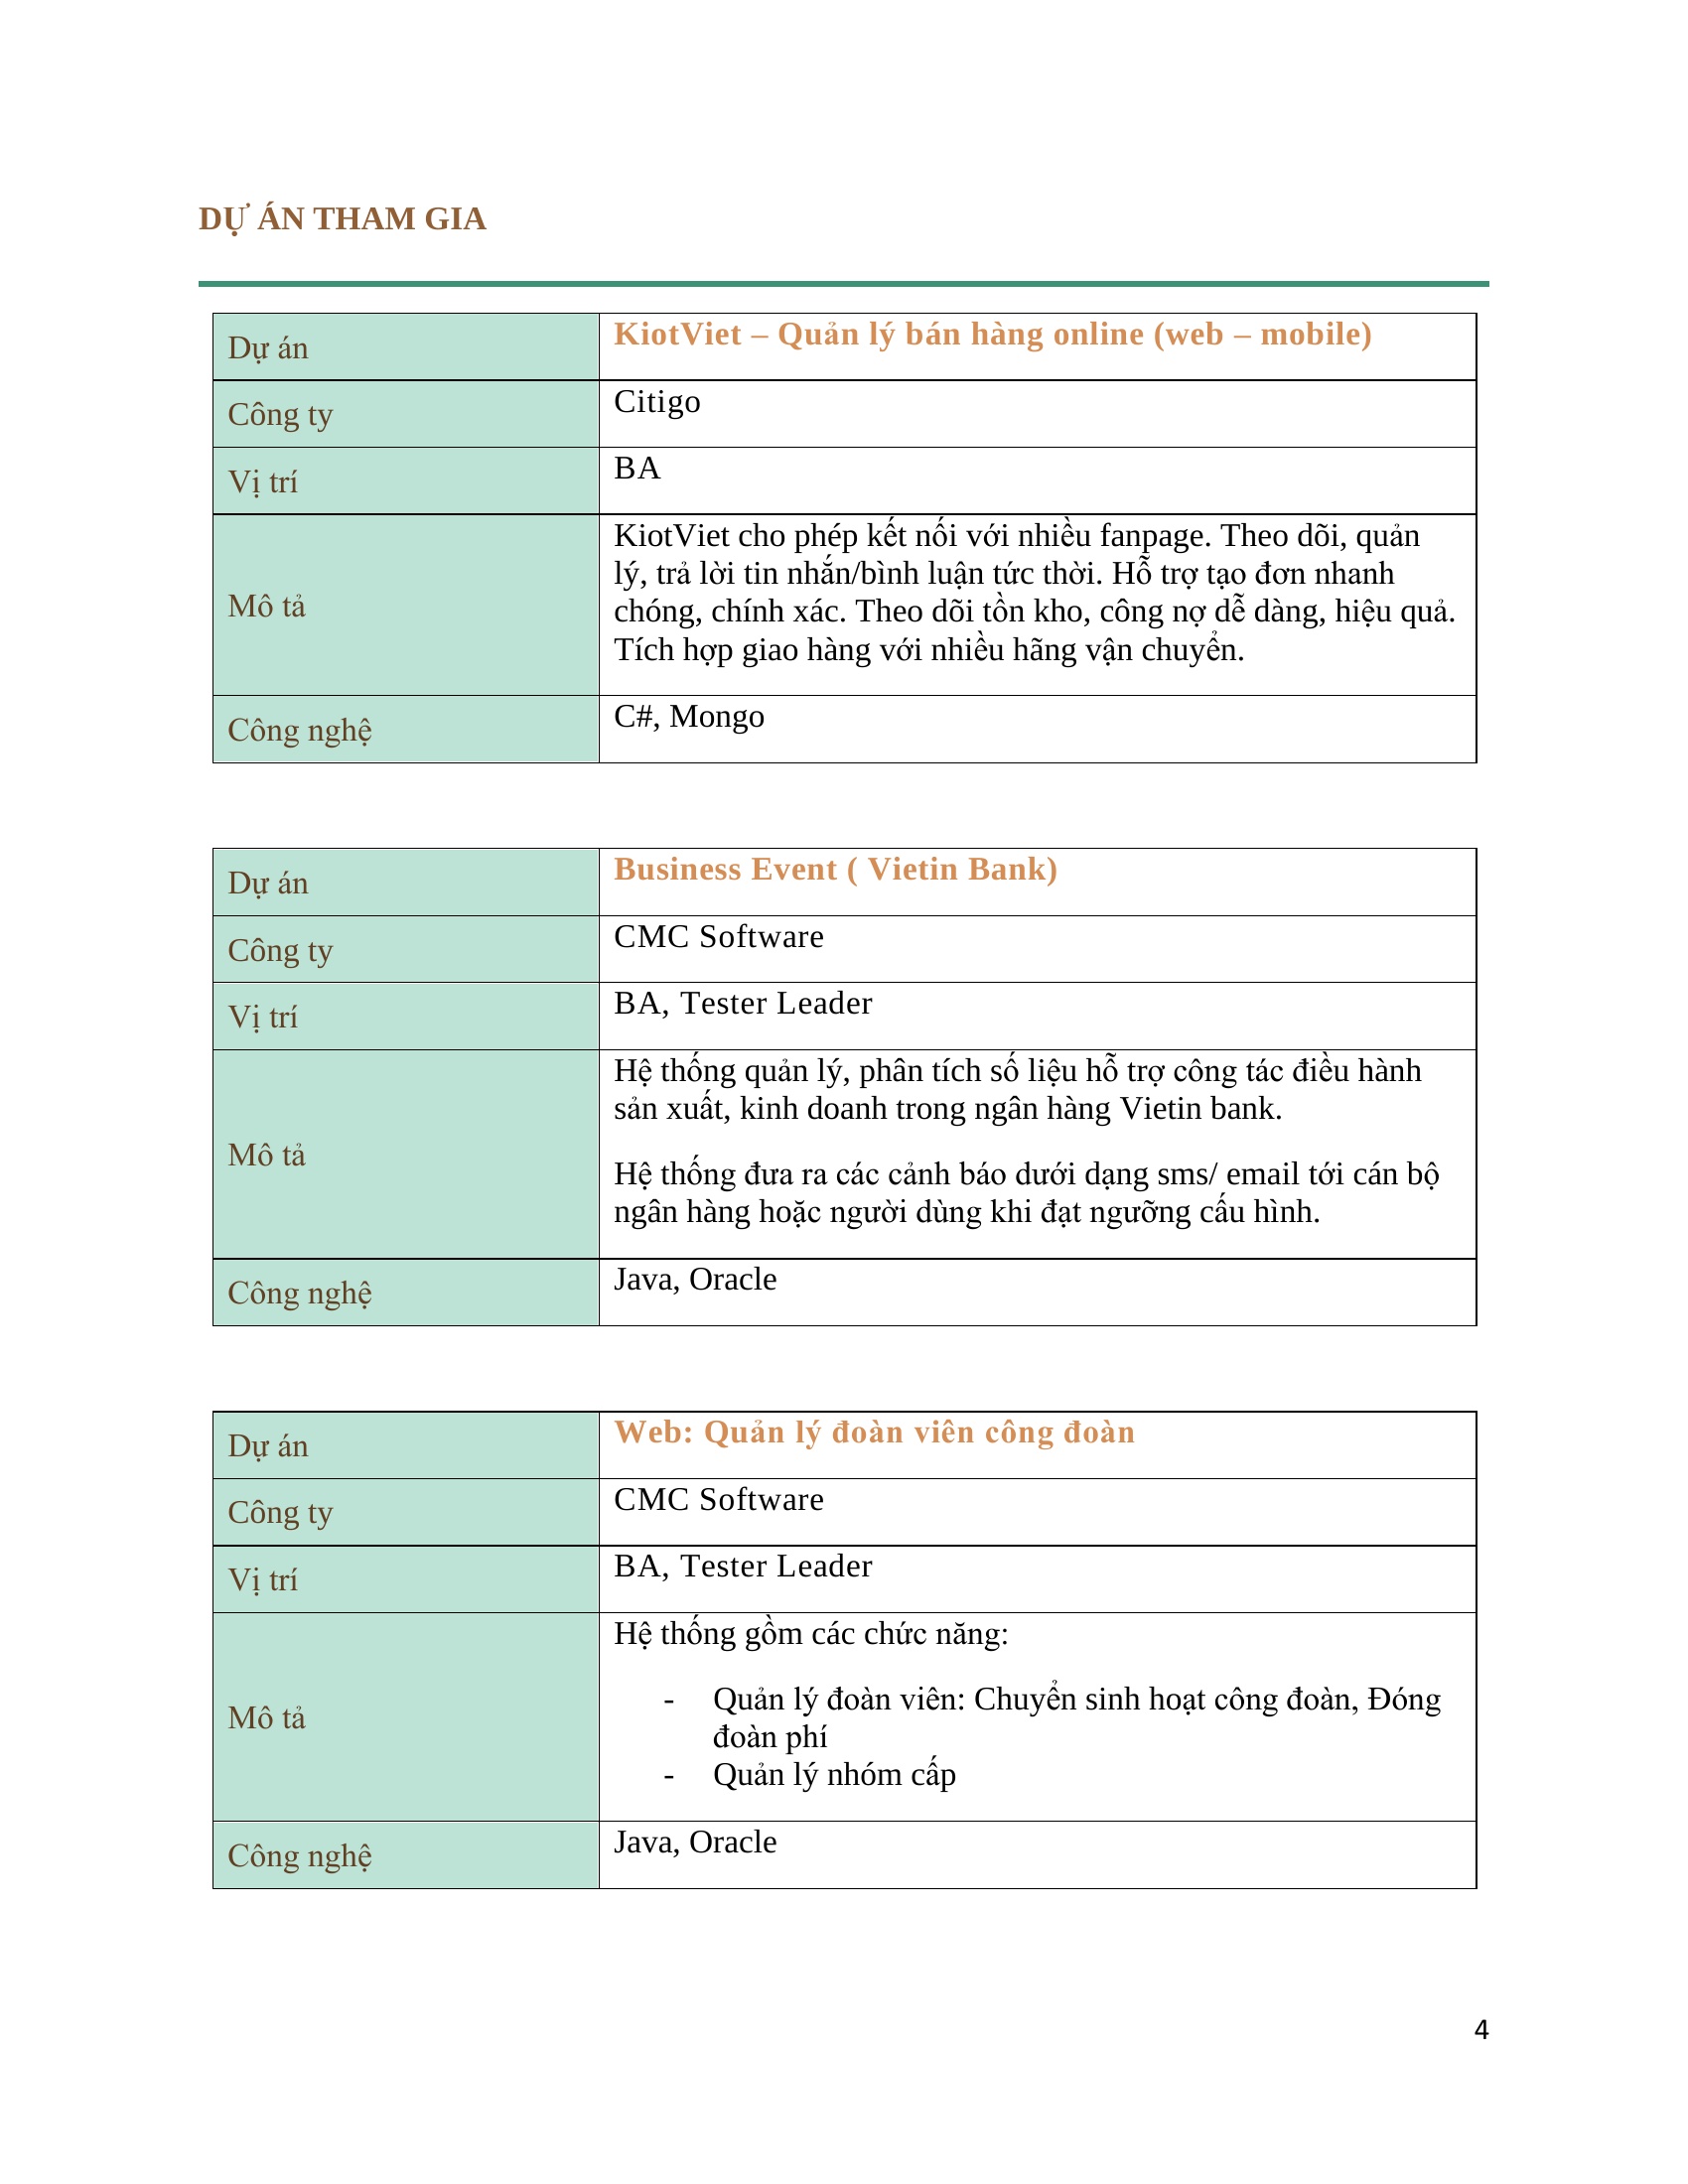 DỰ ÁN THAM GIA
Dự án
KiotViet – Quản lý bán hàng online (web – mobile)
Công ty
Citigo
Vị trí
BA
Mô tả
KiotViet cho phép kết nối với nhiều fanpage. Theo dõi, quản
lý, trả lời tin nhắn/bình luận tức thời. Hỗ trợ tạo đơn nhanh
chóng, chính xác. Theo dõi tồn kho, công nợ dễ dàng, hiệu quả.
Tích hợp giao hàng với nhiều hãng vận chuyển.
Công nghệ
C#, Mongo
Dự án
Business Event ( Vietin Bank)
Công ty
CMC Software
Vị trí
BA, Tester Leader
Mô tả
Hệ thống quản lý, phân tích số liệu hỗ trợ công tác điều hành
sản xuất, kinh doanh trong ngân hàng Vietin bank.
Hệ thống đưa ra các cảnh báo dưới dạng sms/ email tới cán bộ
ngân hàng hoặc người dùng khi đạt ngưỡng cấu hình.
Công nghệ
Java, Oracle
Dự án
Web: Quản lý đoàn viên công đoàn
Công ty
CMC Software
Vị trí
BA, Tester Leader
Mô tả
Hệ thống gồm các chức năng:
- Quản lý đoàn viên: Chuyển sinh hoạt công đoàn, Đóng
đoàn phí
- Quản lý nhóm cấp
Công nghệ
Java, Oracle
4